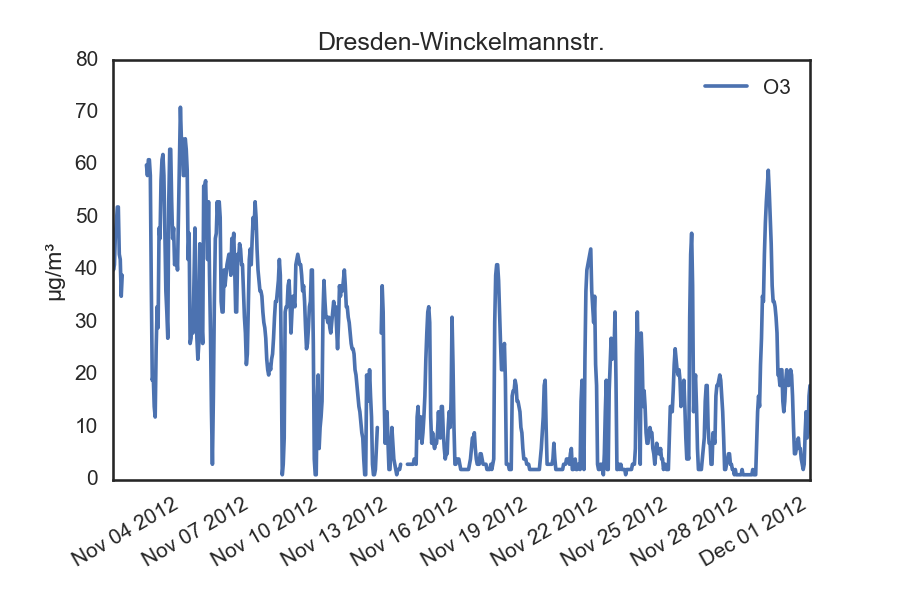 Dresden-Winckelmannstr.
80
70
60
50
40
30
20
10
0
µg/m³
O3
Nov 04 2012
Nov 07 2012
Nov 10 2012
Nov 13 2012
Nov 16 2012
Nov 19 2012
Nov 22 2012
Nov 25 2012
Nov 28 2012
Dec 01 2012